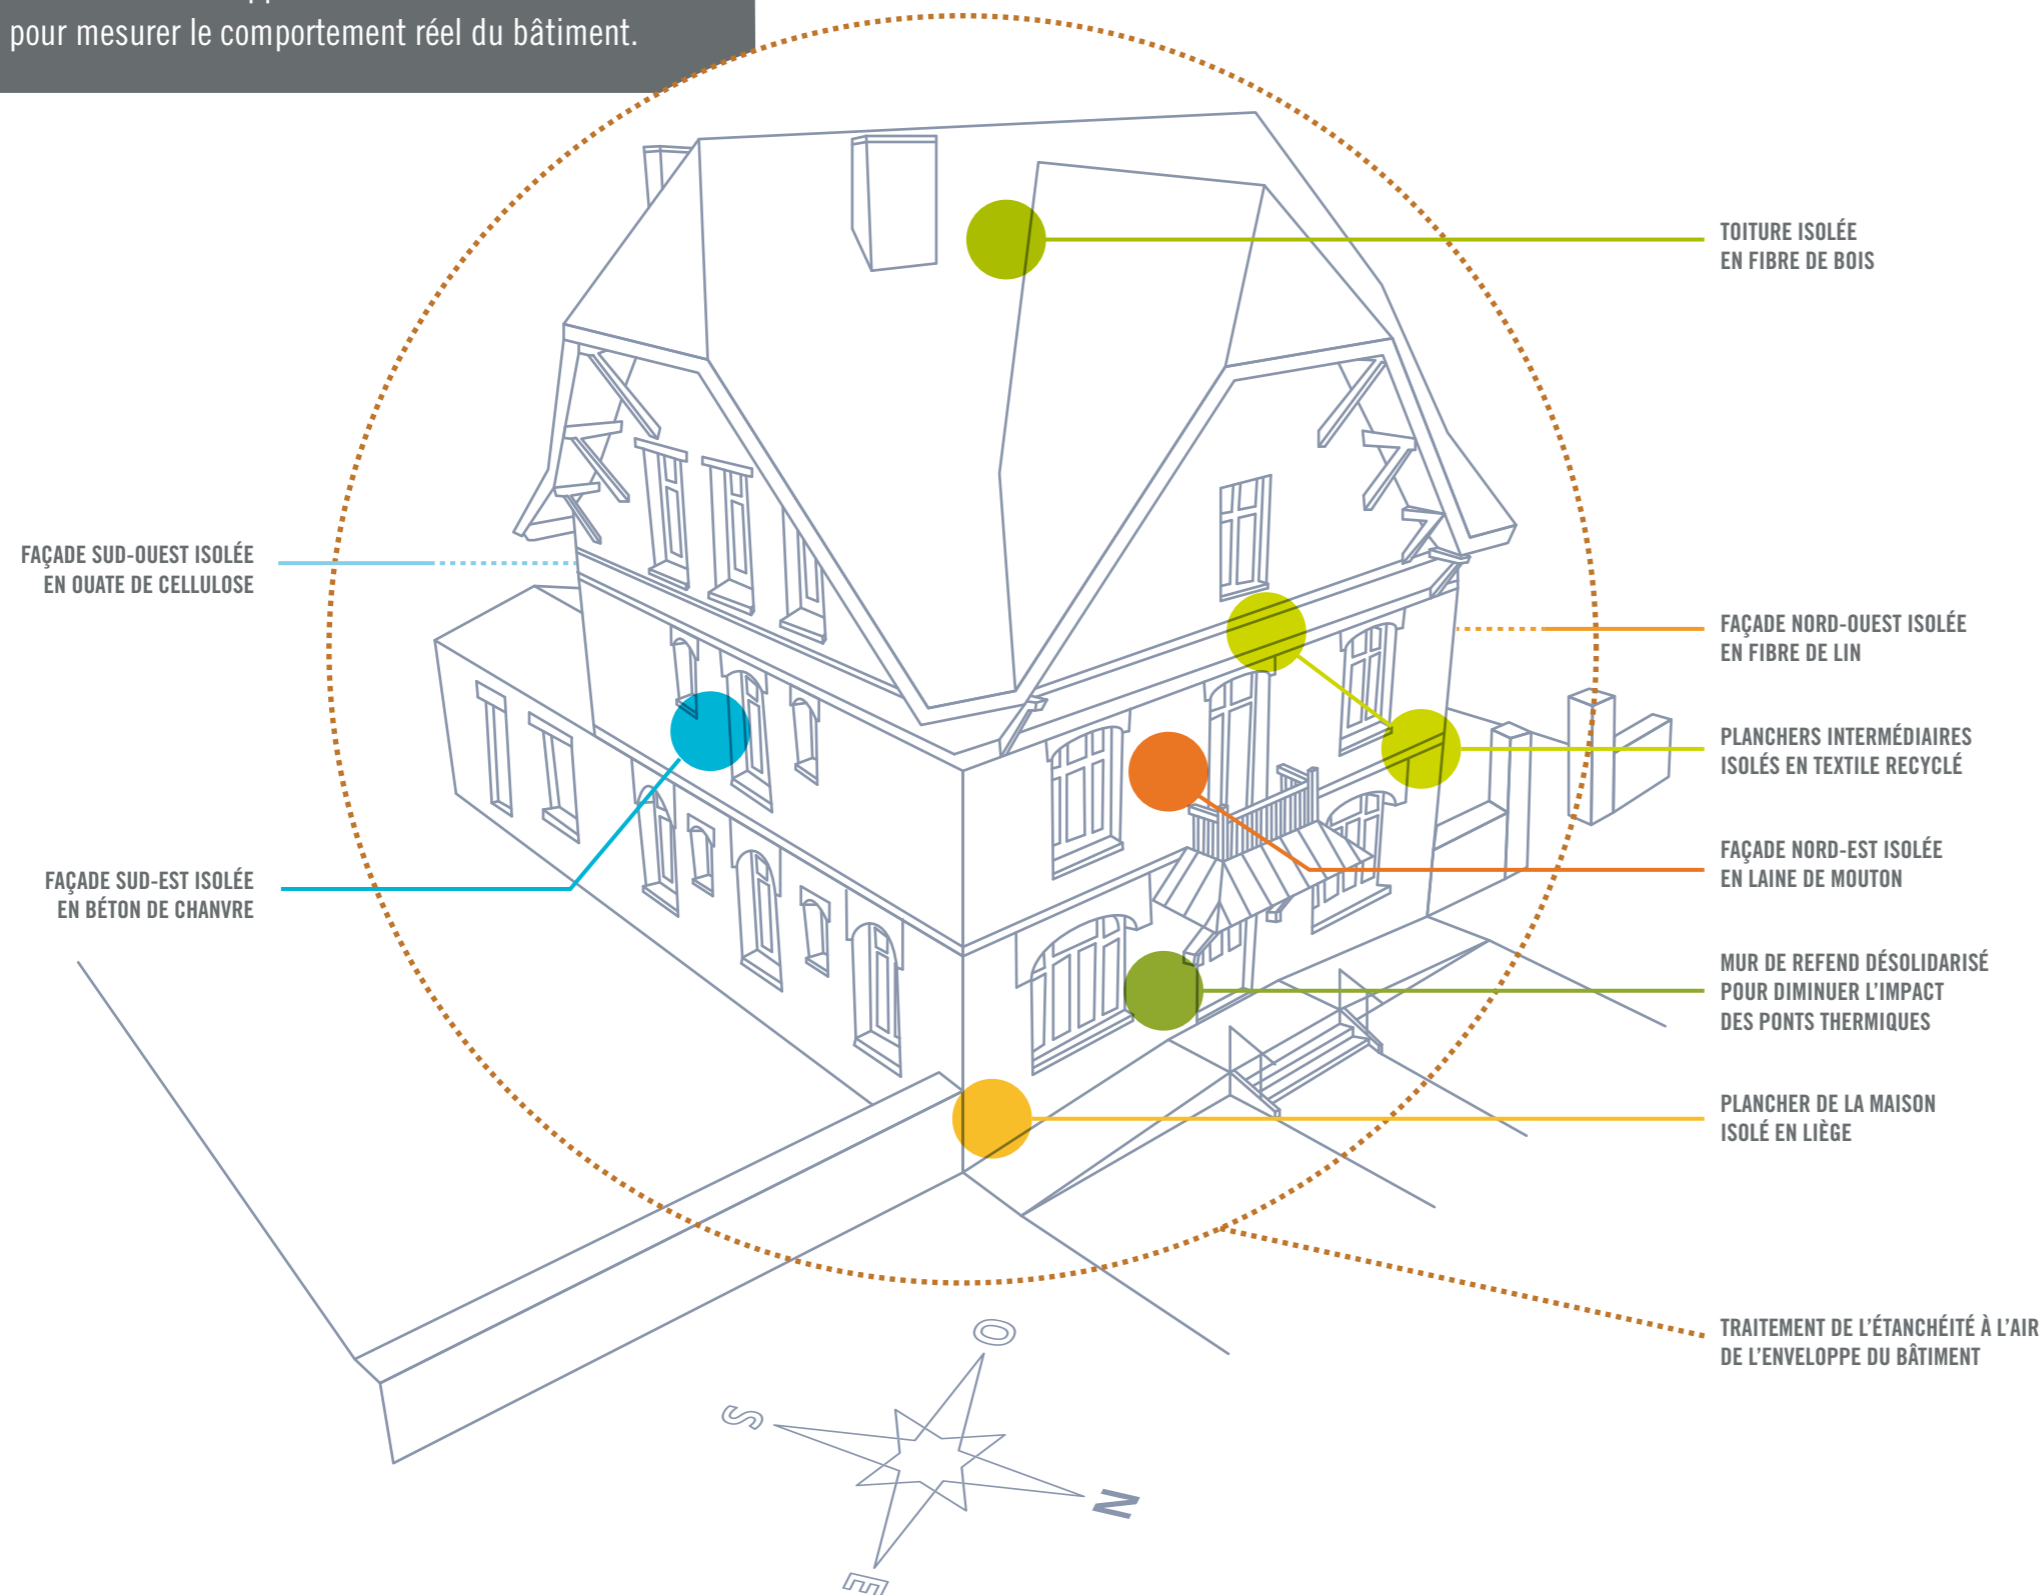 pour mesurer le comportement réel du bâtiment.
TOITURE ISOLÉE
EN FIBRE DE BOIS
FAÇADE SUD-OUEST ISOLÉE
EN OUATE DE CELLULOSE
FAÇADE NORD-OUEST ISOLÉE
EN FIBRE DE LIN
PLANCHERS INTERMÉDIAIRES
ISOLÉS EN TEXTILE RECYCLÉ
FAÇADE NORD-EST ISOLÉE
EN LAINE DE MOUTON
FAÇADE SUD-EST ISOLÉE
EN BÉTON DE CHANVRE
MUR DE REFEND DÉSOLIDARISÉ
POUR DIMINUER L'IMPACT
DES PONTS THERMIQUES
PLANCHER DE LA MAISON
ISOLÉ EN LIÈGE
TRAITEMENT DE L'ÉTANCHÉITÉ À L'AIR
DE L'ENVELOPPE DU BÂTIMENT
O
S
N
E